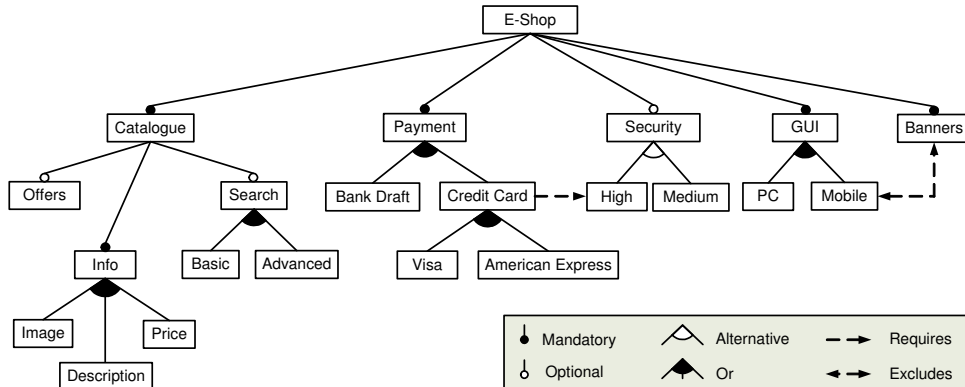 E-Shop
Catalogue
Payment
Security
GUI
Banners
Offers
Search
Bank Draft
Credit Card
High
Medium
PC
Mobile
Info
Basic
Advanced
Visa
American Express
Image
Price
Description
Mandatory
Alternative
Requires
Optional
Or
Excludes